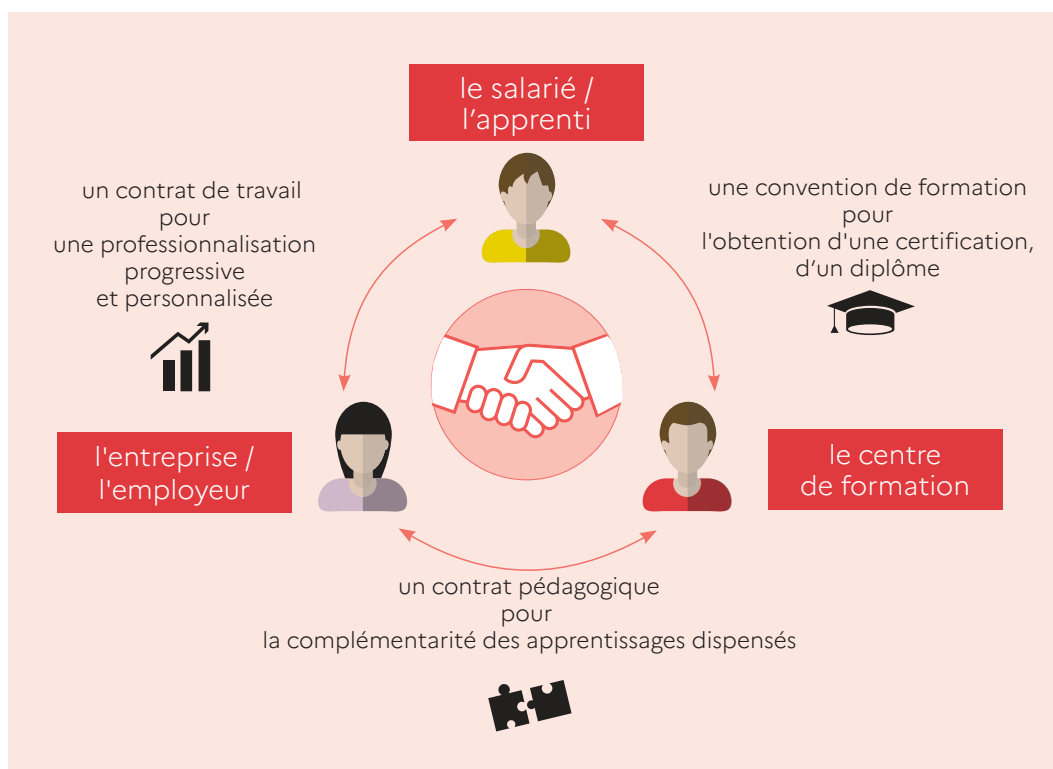 le salarié /
l’apprenti
un contrat de travail
pour
une professionnalisation
progressive
et personnalisée
une convention de formation
pour
l'obtention d'une certification,
d’un diplôme
l'entreprise /
l'employeur
le centre
de formation
un contrat pédagogique
pour
la complémentarité des apprentissages dispensés